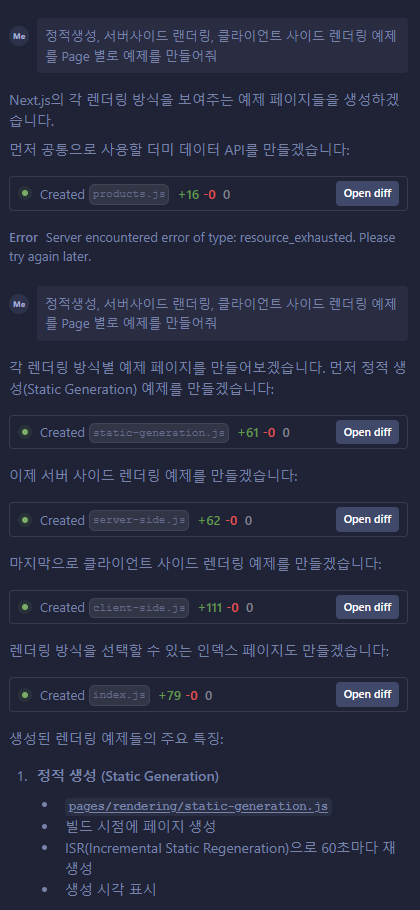 Me
정적생성, 서버사이드 랜더링, 클라이언트 사이드 렌더링 예제
를 Page 별로 예제를 만들어줘
Next.js의 각 렌더링 방식을 보여주는 예제 페이지들을 생성하겠
습니다.
먼저 공통으로 사용할 더미 데이터 API를 만들겠습니다:
Created products.js +16 -0 0 Open diff
Error Server encountered error of type: resource_exhausted. Please
try again later.
Me
정적생성, 서버사이드 랜더링, 클라이언트 사이드 렌더링 예제
를 Page 별로 예제를 만들어줘
각 렌더링 방식별 예제 페이지를 만들어보겠습니다. 먼저 정적 생
성(Static Generation) 예제를 만들겠습니다:
Created static-generation.js +61 -0 0 Open diff
이제 서버 사이드 렌더링 예제를 만들겠습니다:
Created server-side.js +62 -0 0 Open diff
마지막으로 클라이언트 사이드 렌더링 예제를 만들겠습니다:
Created client-side.js +111 -0 0 Open diff
렌더링 방식을 선택할 수 있는 인덱스 페이지도 만들겠습니다:
Created index.js +79 -0 0 Open diff
생성된 렌더링 예제들의 주요 특징:
1. 정적 생성 (Static Generation)
• pages/rendering/static-generation.js
• 빌드 시점에 페이지 생성
• ISR(Incremental Static Regeneration)으로 60초마다 재
생성
• 생성 시각 표시